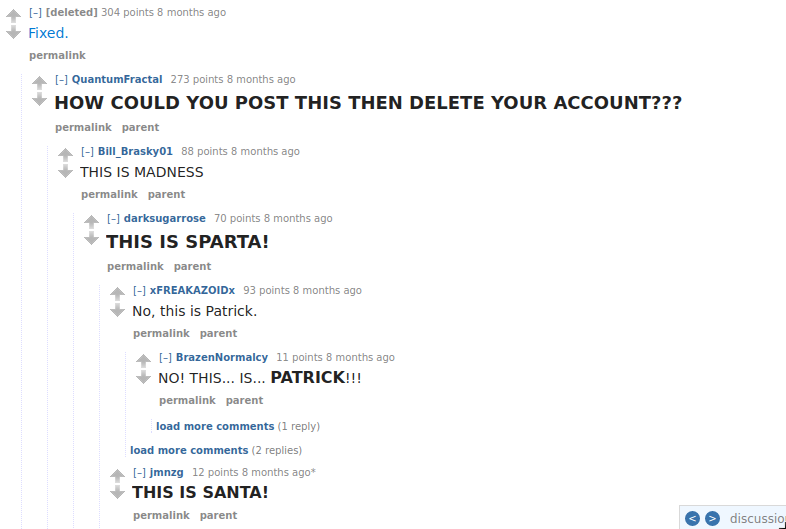 [–] [deleted] 304 points 8 months ago
Fixed.
permalink
[–] QuantumFractal 273 points 8 months ago
HOW COULD YOU POST THIS THEN DELETE YOUR ACCOUNT???
permalink parent
[–] Bill_Brasky01 88 points 8 months ago
THIS IS MADNESS
permalink parent
[–] darksugarrose 70 points 8 months ago
THIS IS SPARTA!
permalink parent
[–] xFREAKAZOIDx 93 points 8 months ago
No, this is Patrick.
permalink parent
[–] BrazenNormalcy 11 points 8 months ago
NO! THIS... IS... PATRICK!!!
permalink parent
load more comments (1 reply)
load more comments (2 replies)
[–] jmnzg 12 points 8 months ago*
THIS IS SANTA!
permalink parent
< > discussio